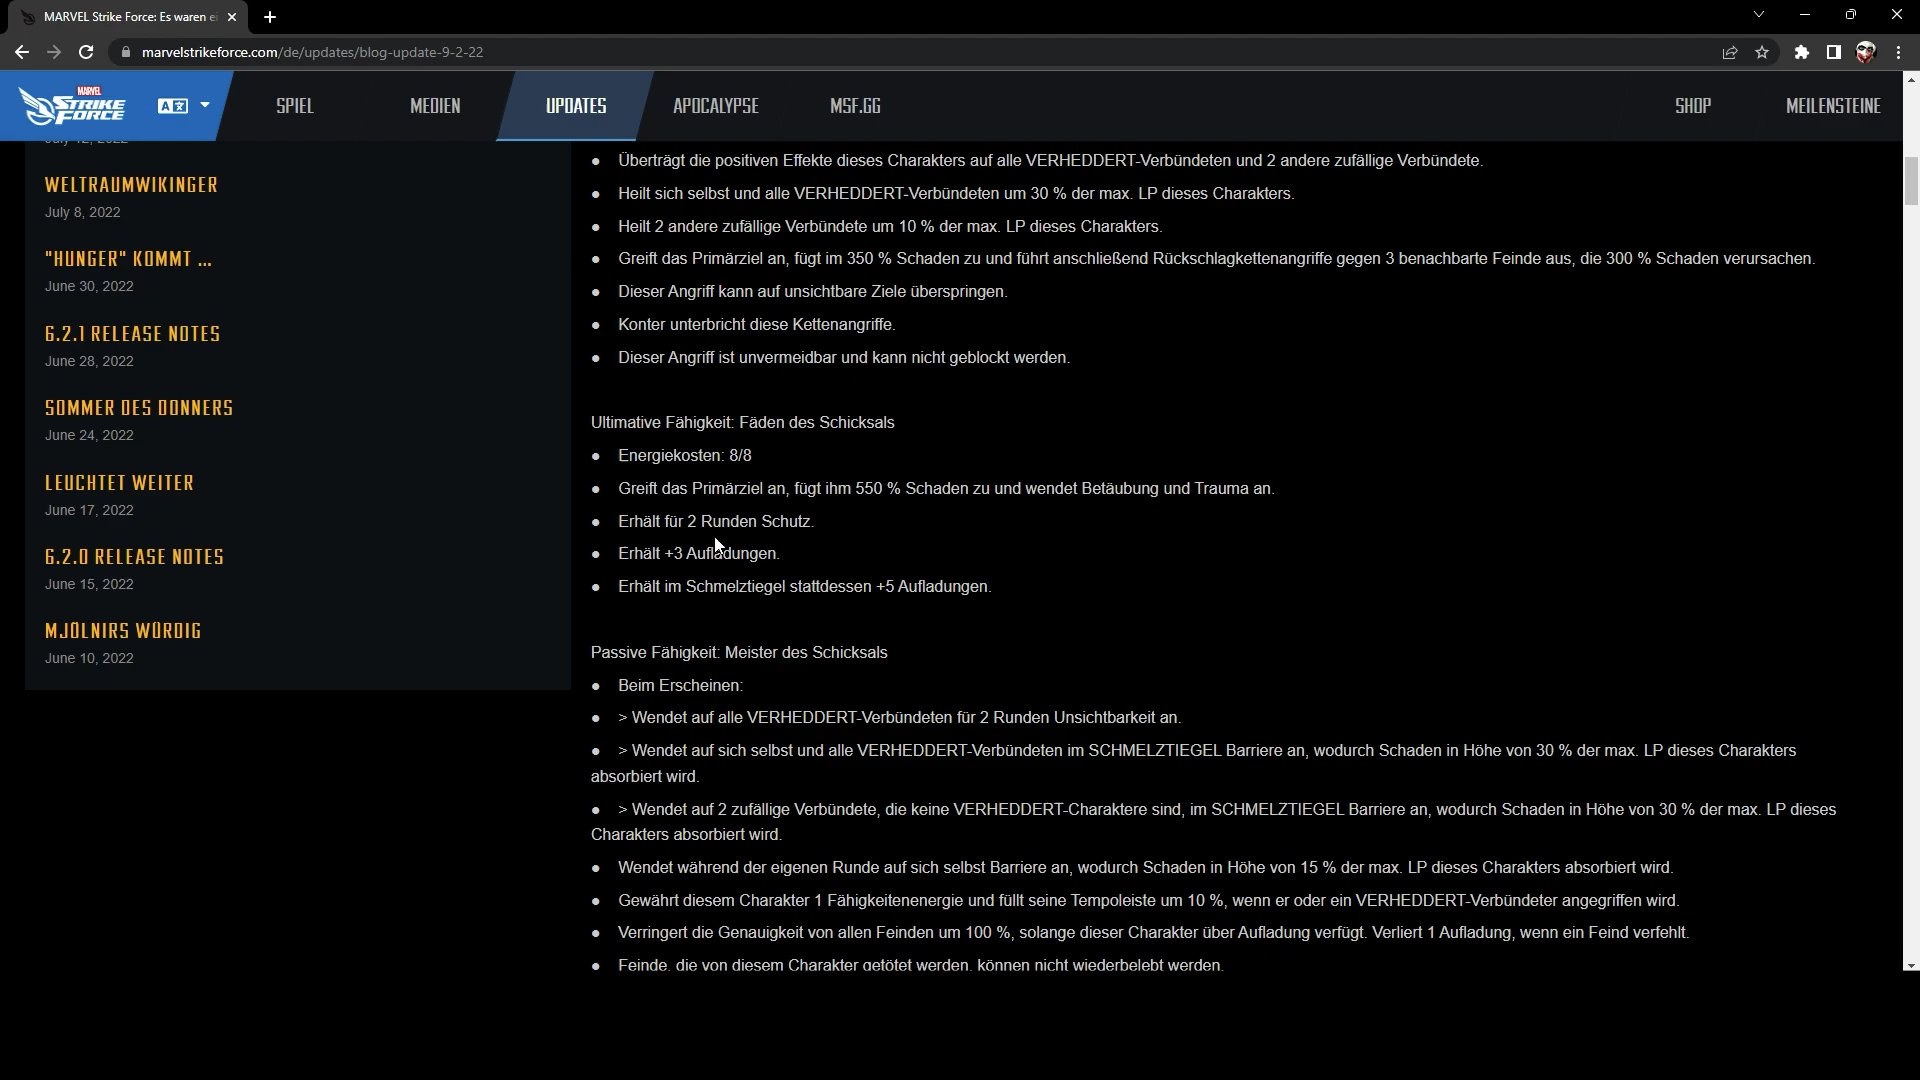 MARVEL Strike Force: Es waren ei
marvelstrikeforce.com/de/updates/blog-update-9-2-22
MARVEL
STRIKE
FORCE
SPIEL
MEDIEN
UPDATES
APOCALYPSE
MSF.GG
SHOP
MEILENSTEINE
July 12, 2022
WELTRAUMWIKINGER
July 8, 2022
"HUNGER" KOMMT ...
June 30, 2022
6.2.1 RELEASE NOTES
June 28, 2022
SOMMER DES DONNERS
June 24, 2022
LEUCHTET WEITER
June 17, 2022
6.2.0 RELEASE NOTES
June 15, 2022
MJÖLNIRS WÜRDIG
June 10, 2022
● Überträgt die positiven Effekte dieses Charakters auf alle VERHEDDERT-Verbündeten und 2 andere zufällige Verbündete.
● Heilt sich selbst und alle VERHEDDERT-Verbündeten um 30 % der max. LP dieses Charakters.
● Heilt 2 andere zufällige Verbündete um 10 % der max. LP dieses Charakters.
● Greift das Primärziel an, fügt im 350 % Schaden zu und führt anschließend Rückschlagkettenangriffe gegen 3 benachbarte Feinde aus, die 300 % Schaden verursachen.
● Dieser Angriff kann auf unsichtbare Ziele überspringen.
● Konter unterbricht diese Kettenangriffe.
● Dieser Angriff ist unvermeidbar und kann nicht geblockt werden.
Ultimative Fähigkeit: Fäden des Schicksals
● Energiekosten: 8/8
● Greift das Primärziel an, fügt ihm 550 % Schaden zu und wendet Betäubung und Trauma an.
● Erhält für 2 Runden Schutz.
● Erhält +3 Aufladungen.
● Erhält im Schmelztiegel stattdessen +5 Aufladungen.
Passive Fähigkeit: Meister des Schicksals
● Beim Erscheinen:
● > Wendet auf alle VERHEDDERT-Verbündeten für 2 Runden Unsichtbarkeit an.
● > Wendet auf sich selbst und alle VERHEDDERT-Verbündeten im SCHMELZTIEGEL Barriere an, wodurch Schaden in Höhe von 30 % der max. LP dieses Charakters
absorbiert wird.
● > Wendet auf 2 zufällige Verbündete, die keine VERHEDDERT-Charaktere sind, im SCHMELZTIEGEL Barriere an, wodurch Schaden in Höhe von 30 % der max. LP dieses
Charakters absorbiert wird.
● Wendet während der eigenen Runde auf sich selbst Barriere an, wodurch Schaden in Höhe von 15 % der max. LP dieses Charakters absorbiert wird.
● Gewährt diesem Charakter 1 Fähigkeitenenergie und füllt seine Tempoleiste um 10 %, wenn er oder ein VERHEDDERT-Verbündeter angegriffen wird.
● Verringert die Genauigkeit von allen Feinden um 100 %, solange dieser Charakter über Aufladung verfügt. Verliert 1 Aufladung, wenn ein Feind verfehlt.
● Feinde, die von diesem Charakter getötet werden, können nicht wiederbelebt werden.